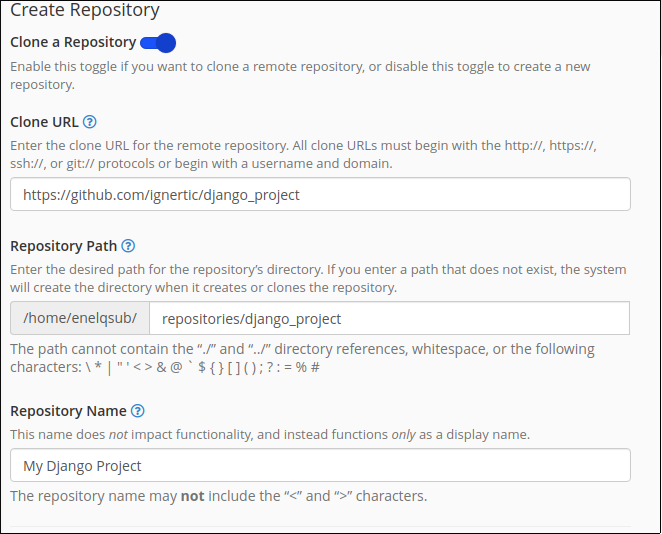 Create Repository
Clone a Repository
Enable this toggle if you want to clone a remote repository, or disable this toggle to create a new
repository.
Clone URL ?
Enter the clone URL for the remote repository. All clone URLs must begin with the http://, https://,
ssh://, or git:// protocols or begin with a username and domain.
https://github.com/ignertic/django_project
Repository Path ?
Enter the desired path for the repository’s directory. If you enter a path that does not exist, the system
will create the directory when it creates or clones the repository.
/home/enelqsub/ repositories/django_project
The path cannot contain the “./” and “../” directory references, whitespace, or the following
characters: \ * | " ' < > & @ ` $ { } [ ] ( ) ; ? : = % #
Repository Name ?
This name does not impact functionality, and instead functions only as a display name.
My Django Project
The repository name may not include the “<” and “>” characters.